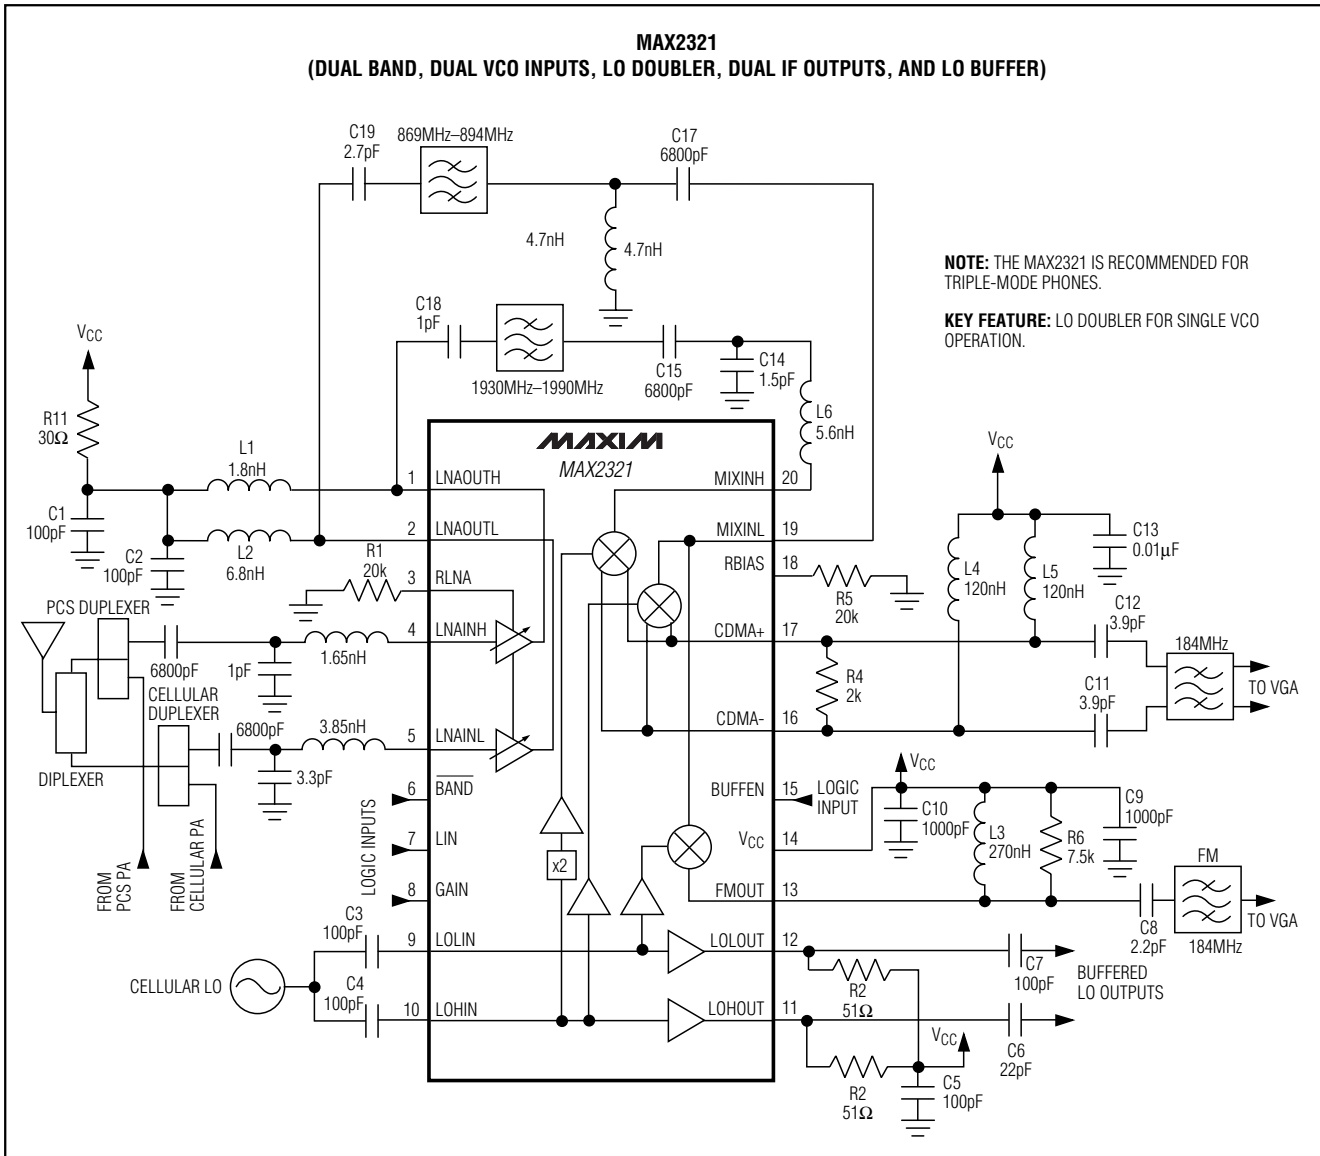 MAX2321
(DUAL BAND, DUAL VCO INPUTS, LO DOUBLER, DUAL IF OUTPUTS, AND LO BUFFER)
C19
2.7pF
869MHz–894MHz
C17
6800pF
4.7nH
4.7nH
NOTE: THE MAX2321 IS RECOMMENDED FOR
TRIPLE-MODE PHONES.
KEY FEATURE: LO DOUBLER FOR SINGLE VCO
OPERATION.
C18
1pF
1930MHz–1990MHz
C15
6800pF
C14
1.5pF
L6
5.6nH
VCC
R11
30Ω
L1
1.8nH
C1
100pF
C2
100pF
L2
6.8nH
R1
20k
MAXIM
MAX2321
1
LNAOUTH
2
LNAOUTL
3
RLNA
4
LNAINH
5
LNAINL
6
BAND
7
LIN
8
GAIN
9
LOLIN
10
LOHIN
MIXINH
20
MIXINL
19
RBIAS
18
CDMA+
17
CDMA-
16
BUFFEN
15
VCC
14
FMOUT
13
LOLOUT
12
LOHOUT
11
x2
PCS DUPLEXER
6800pF
1pF
1.65nH
CELLULAR
DUPLEXER
6800pF
3.85nH
3.3pF
DIPLEXER
FROM
PCS PA
FROM
CELLULAR PA
LOGIC INPUTS
C3
100pF
C4
100pF
CELLULAR LO
R5
20k
VCC
L4
120nH
L5
120nH
C13
0.01µF
R4
2k
C12
3.9pF
C11
3.9pF
184MHz
TO VGA
LOGIC
INPUT
VCC
C10
1000pF
L3
270nH
R6
7.5k
C9
1000pF
FM
C8
2.2pF
184MHz
TO VGA
R2
51Ω
C7
100pF
BUFFERED
LO OUTPUTS
VCC
C6
22pF
R2
51Ω
C5
100pF